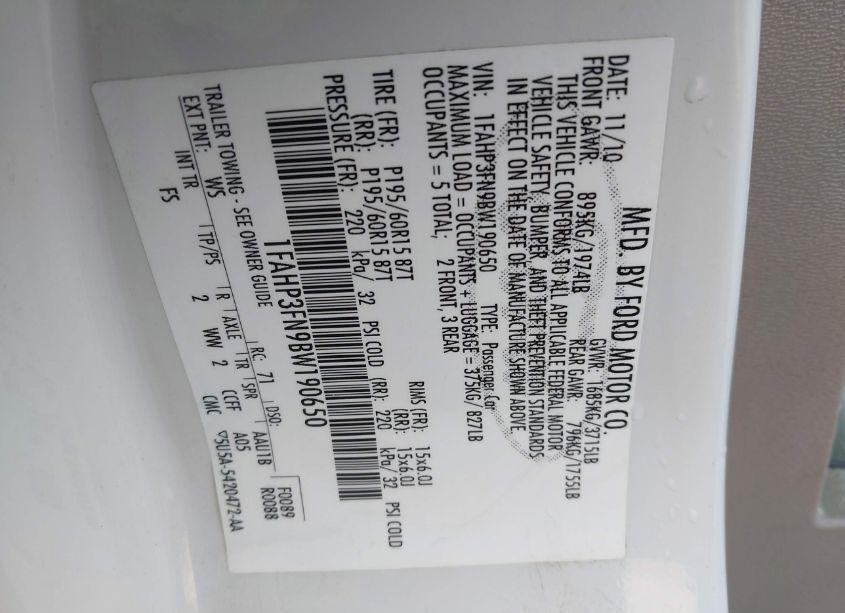 MFD. BY FORD MOTOR CO.
DATE: 11/10 GVWR: 1685KG/3715LB
FRONT GAWR: 895KG/1974LB REAR GAWR: 796KG/1755LB
THIS VEHICLE CONFORMS TO ALL APPLICABLE FEDERAL MOTOR
VEHICLE SAFETY, BUMPER, AND THEFT PREVENTION STANDARDS
IN EFFECT ON THE DATE OF MANUFACTURE SHOWN ABOVE
VIN: 1FAHP3FN9BW190650 TYPE: Passenger Car
MAXIMUM LOAD = OCCUPANTS + LUGGAGE = 375KG/827LB
OCCUPANTS = 5 TOTAL; 2 FRONT, 3 REAR
TIRE (FR): P195/60R15 87T RIMS (FR): 15x6.0J
(RR): P195/60R15 87T (RR): 15x6.0J
PRESSURE (FR): 220 kPa/ 32 PSI COLD (RR): 220 kPa/ 32 PSI COLD
1FAHP3FN9BW190650
TRAILER TOWING - SEE OWNER GUIDE RC: 71 DSO: F0089
EXT PNT: WS AAU1B R0088
INT TR TP/PS R AXLE TR SPR
FS 2 2 WW 2 CCFF A05
CMC 5U5A-5420472-AA